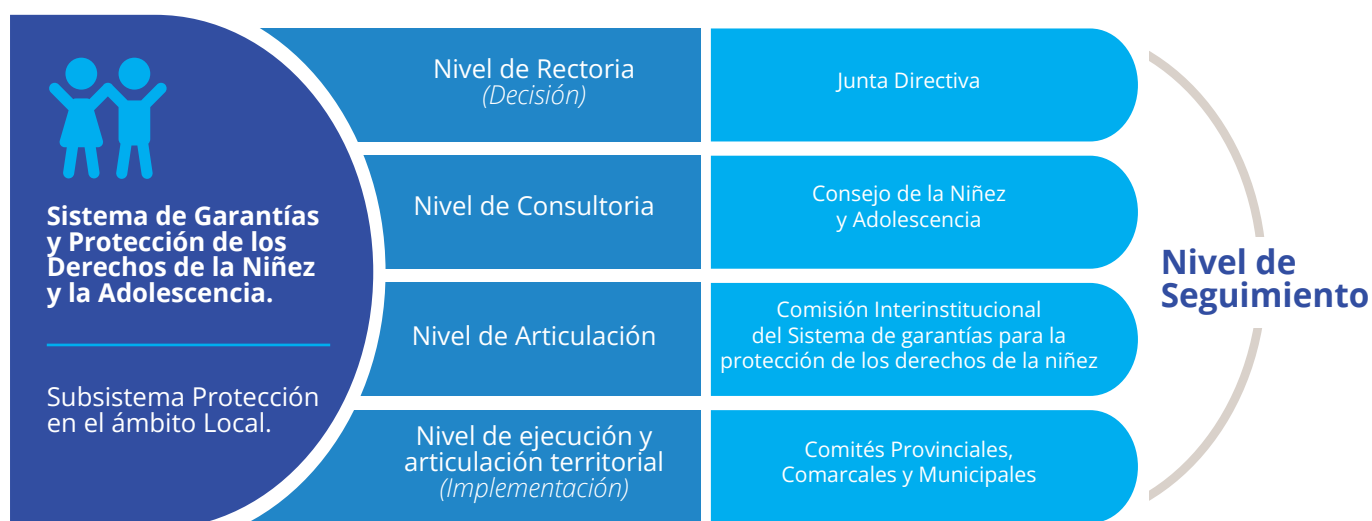 Sistema de Garantías
y Protección de los
Derechos de la Niñez
y la Adolescencia.
Subsistema Protección
en el ámbito Local.
Nivel de Rectoria
(Decisión)
Junta Directiva
Nivel de Consultoria
Consejo de la Niñez
y Adolescencia
Nivel de Articulación
Comisión Interinstitucional
del Sistema de garantías para la
protección de los derechos de la niñez
Nivel de ejecución y
articulación territorial
(Implementación)
Comités Provinciales,
Comarcales y Municipales
Nivel de
Seguimiento